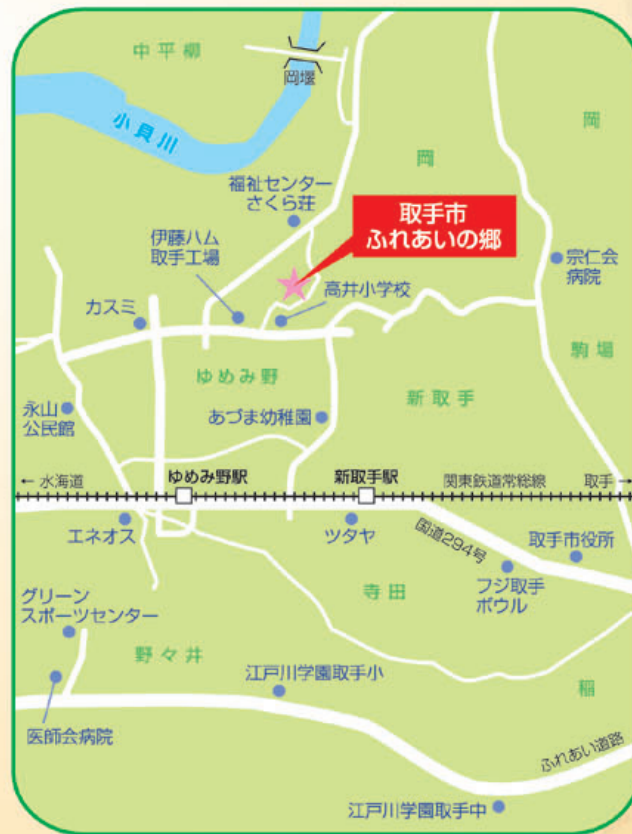 中平柳
岡堰
小貝川
岡
岡
福祉センター
さくら荘
取手市
ふれあいの郷
伊藤ハム
取手工場
高井小学校
宗仁会
病院
カスミ
駒場
ゆめみ野
新取手
永山
公民館
あづま幼稚園
← 水海道
ゆめみ野駅
新取手駅
関東鉄道常総線
取手 →
エネオス
ツタヤ
国道294号
取手市役所
フジ取手
ボウル
寺田
グリーン
スポーツセンター
野々井
江戸川学園取手小
稲
医師会病院
ふれあい道路
江戸川学園取手中